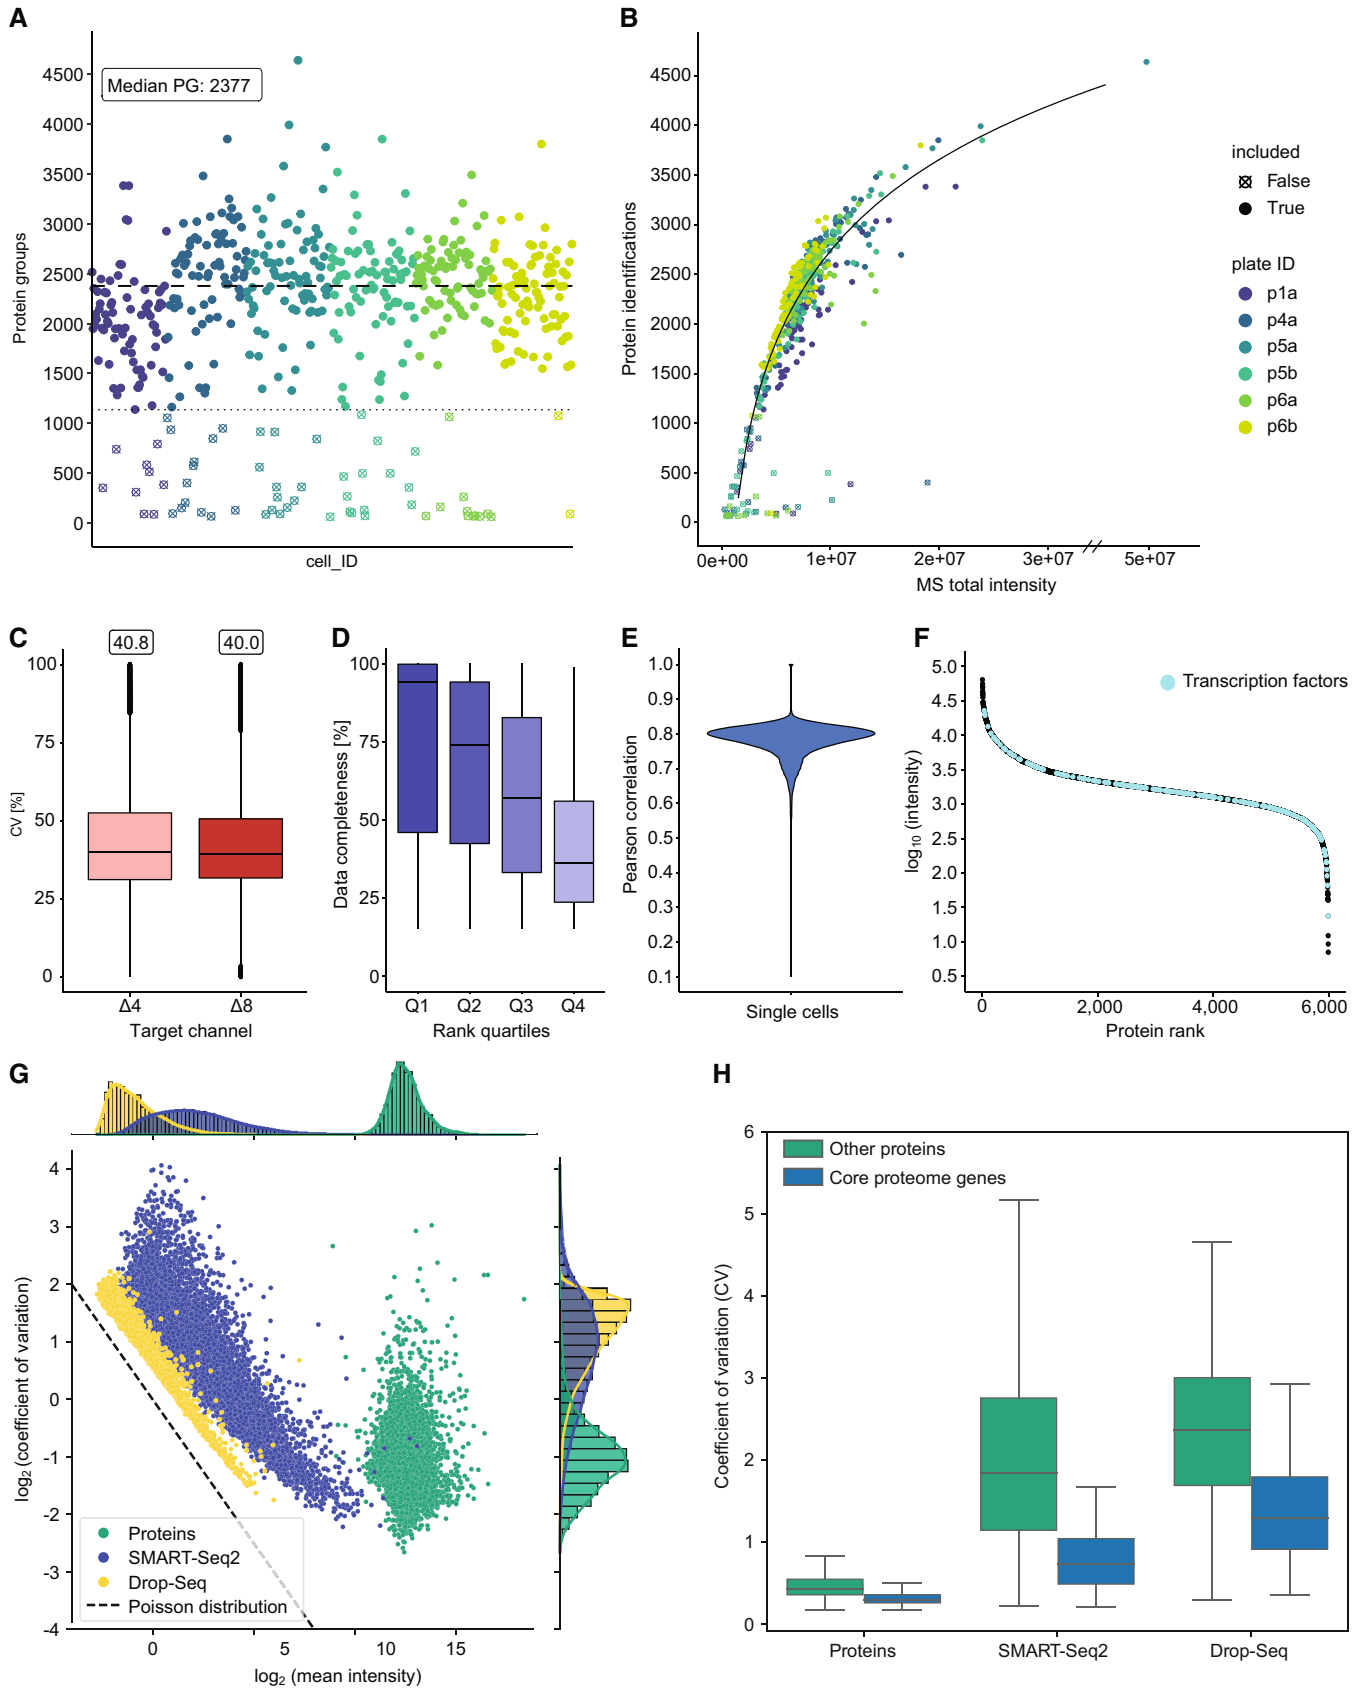 A
Protein groups
4500
4000
3500
3000
2500
2000
1500
1000
500
0
Median PG: 2377
cell_ID
B
Protein identifications
4500
4000
3500
3000
2500
2000
1500
1000
500
0
0e+00
1e+07
2e+07
3e+07
5e+07
MS total intensity
included
False
True
plate ID
p1a
p4a
p5a
p5b
p6a
p6b
C
40.8
40.0
CV [%]
100
75
50
25
0
Δ4
Δ8
Target channel
D
Data completeness [%]
100
75
50
25
0
Q1
Q2
Q3
Q4
Rank quartiles
E
Pearson correlation
1.0
0.9
0.8
0.7
0.6
0.5
0.4
0.3
0.2
0.1
Single cells
F
log10 (intensity)
5.0
4.5
4.0
3.5
3.0
2.5
2.0
1.5
1.0
0.5
Transcription factors
0
2,000
4,000
6,000
Protein rank
G
log2 (coefficient of variation)
4
3
2
1
0
-1
-2
-3
-4
Proteins
SMART-Seq2
Drop-Seq
Poisson distribution
0
5
10
15
log2 (mean intensity)
H
Coefficient of variation (CV)
6
5
4
3
2
1
0
Other proteins
Core proteome genes
Proteins
SMART-Seq2
Drop-Seq